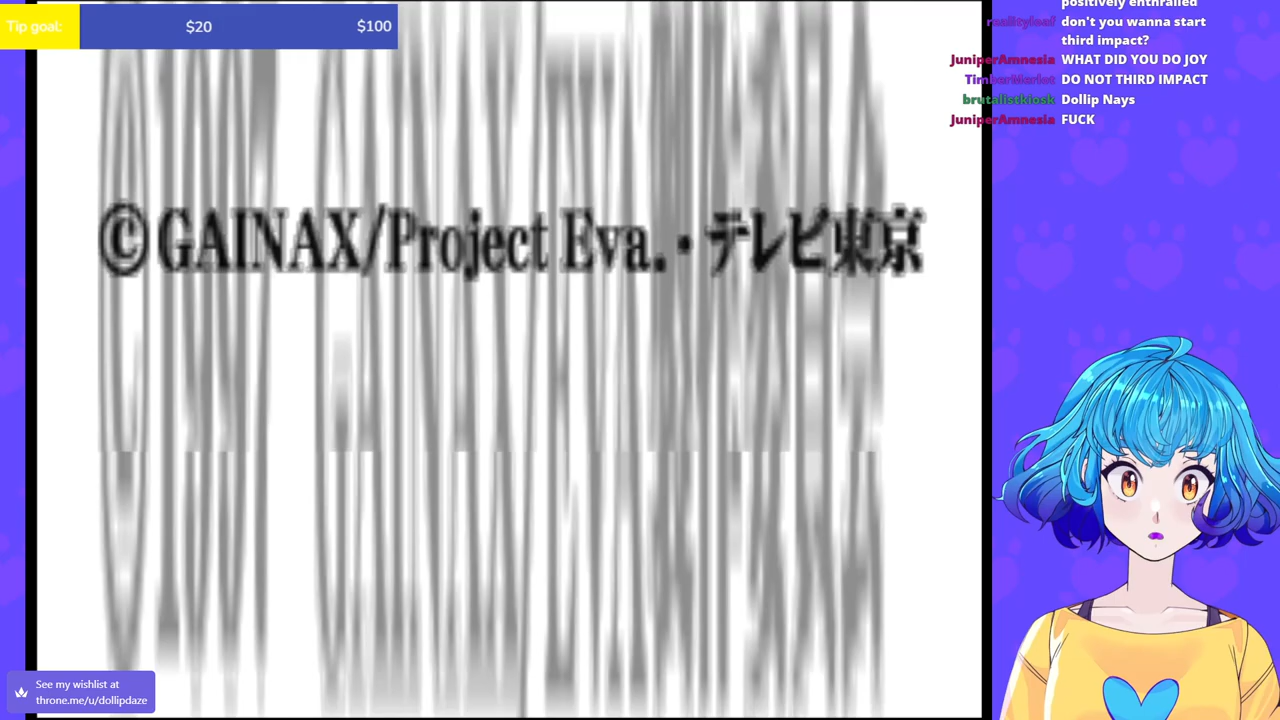 Tip goal:
$20
$100
positively enthralled
realityleaf don't you wanna start
third impact?
JuniperAmnesia WHAT DID YOU DO JOY
TimberMerlot DO NOT THIRD IMPACT
brutalistkiosk Dollip Nays
JuniperAmnesia FUCK
©GAINAX/Project Eva.・テレビ東京
See my wishlist at
throne.me/u/dollipdaze